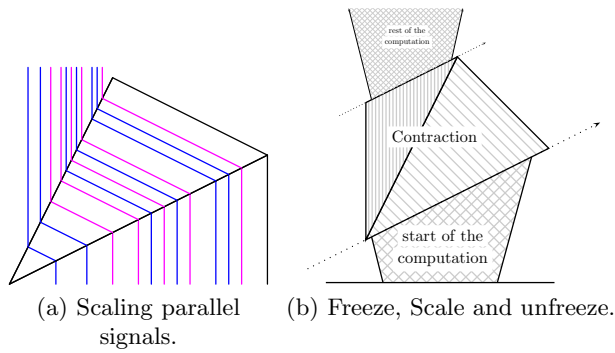 rest of the
computation
Contraction
start of the
computation
(a) Scaling parallel
signals.
(b) Freeze, Scale and unfreeze.